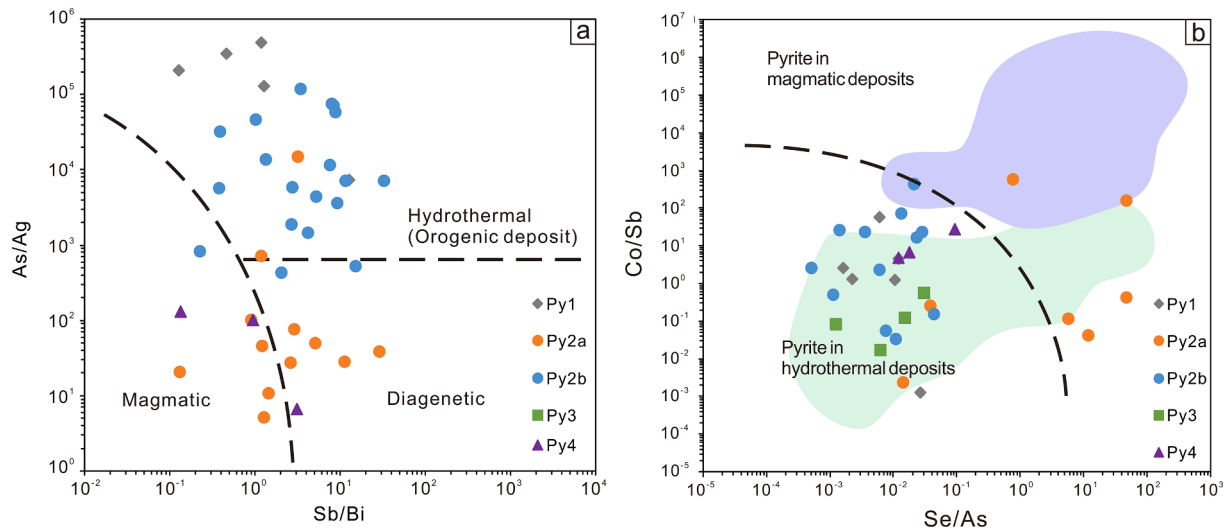 a
10^6
10^5
10^4
10^3
10^2
10^1
10^0
As/Ag
10^-2
10^-1
10^0
10^1
10^2
10^3
10^4
Sb/Bi
Hydrothermal
(Orogenic deposit)
Magmatic
Diagenetic
Py1
Py2a
Py2b
Py3
Py4
b
10^7
10^6
10^5
10^4
10^3
10^2
10^1
10^0
10^-1
10^-2
10^-3
10^-4
10^-5
Co/Sb
10^-5
10^-4
10^-3
10^-2
10^-1
10^0
10^1
10^2
10^3
Se/As
Pyrite in
magmatic deposits
Pyrite in
hydrothermal deposits
Py1
Py2a
Py2b
Py3
Py4